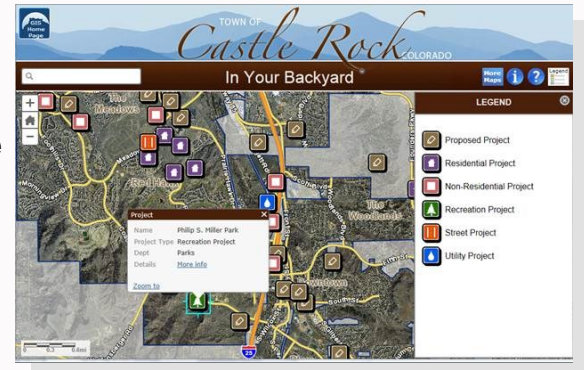 GIS
Home
Page
TOWN OF
Castle Rock
COLORADO
In Your Backyard
More
Maps
Legend
LEGEND
Proposed Project
Residential Project
Non-Residential Project
Recreation Project
Street Project
Utility Project
The
Meadows
Red Hawk
The
Woodlands
Downtown
Project
Name Philip S. Miller Park
Project Type Recreation Project
Dept Parks
Details More info
Zoom to
25
0 0.3 0.6mi
e